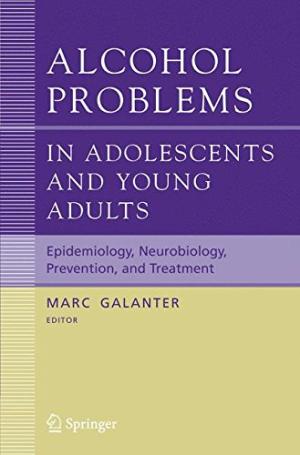 ALCOHOL
PROBLEMS
IN ADOLESCENTS
AND YOUNG
ADULTS
Epidemiology, Neurobiology,
Prevention, and Treatment
MARC GALANTER
EDITOR
Springer